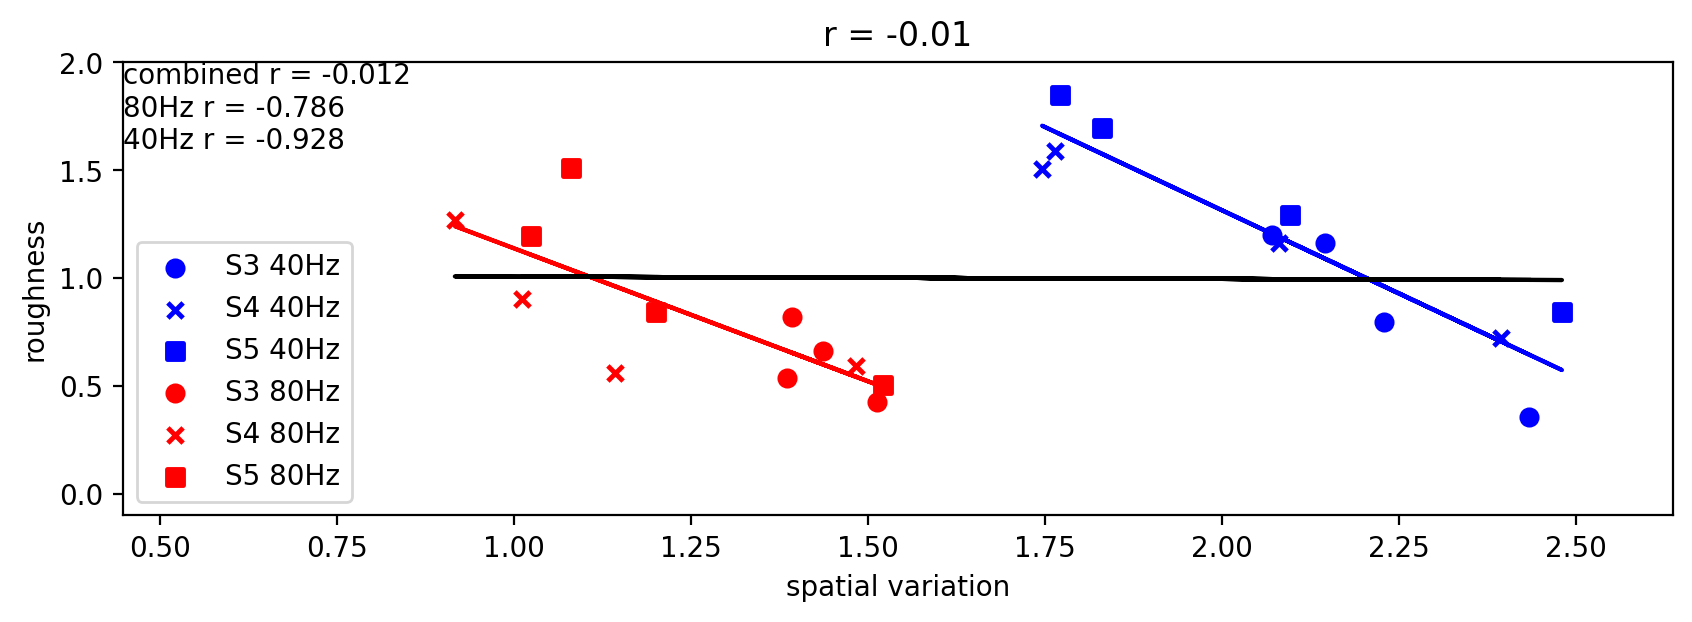 r = -0.01
combined r = -0.012
80Hz r = -0.786
40Hz r = -0.928
2.0
1.5
1.0
0.5
0.0
roughness
S3 40Hz
S4 40Hz
S5 40Hz
S3 80Hz
S4 80Hz
S5 80Hz
0.50 0.75 1.00 1.25 1.50 1.75 2.00 2.25 2.50
spatial variation